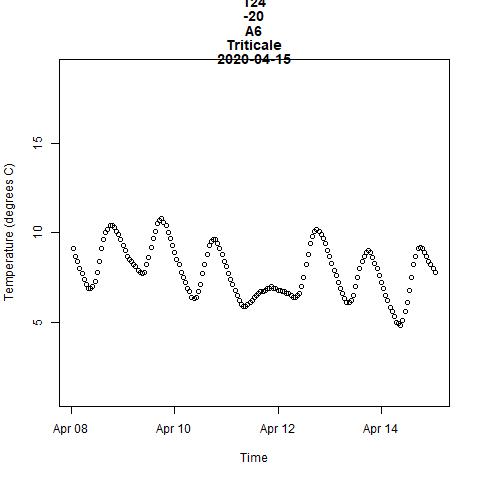 124
-20
A6
Triticale
2020-04-15
Temperature (degrees C)
15
10
5
Apr 08
Apr 10
Apr 12
Apr 14
Time